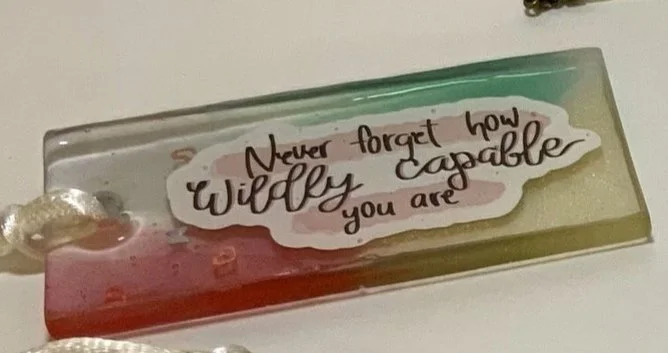 Never forget how
Wildly capable
you are